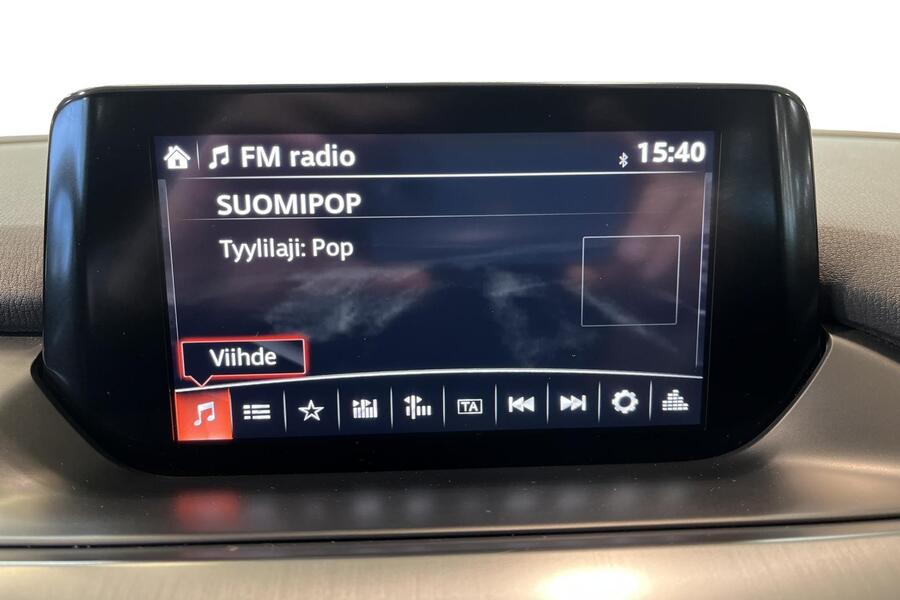 FM radio
15:40
SUOMIPOP
Tyylilaji: Pop
Viihde
TA